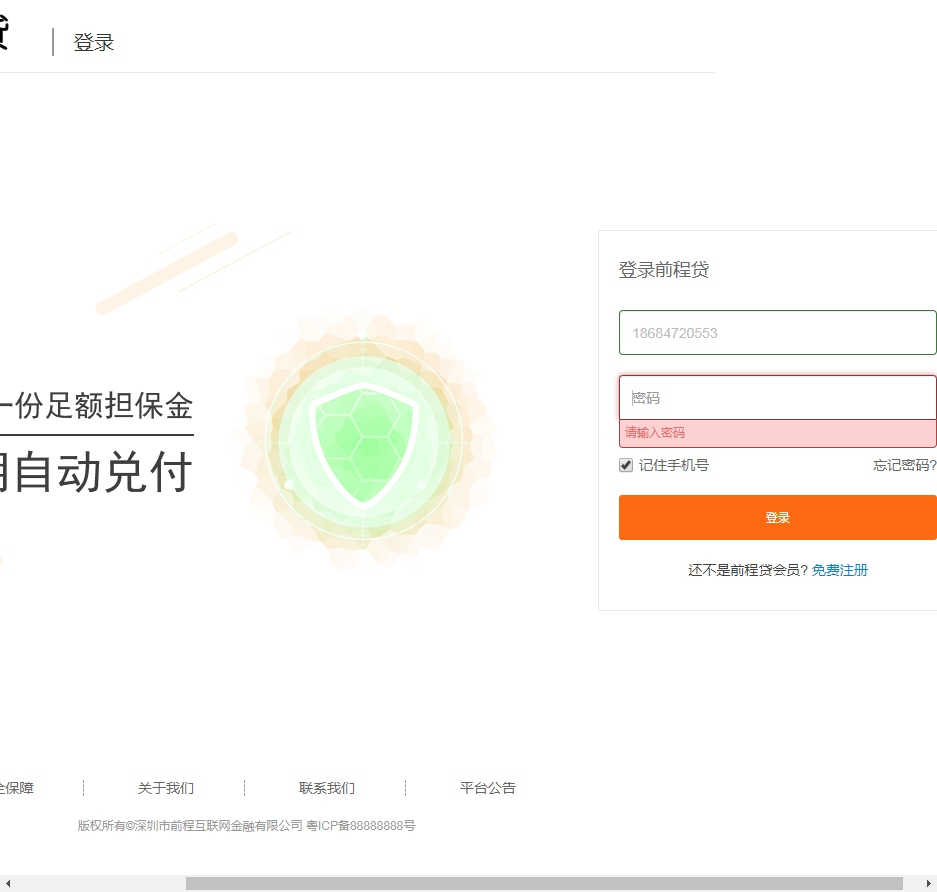 贷
登录
一份足额担保金
自动兑付
登录前程贷
18684720553
密码
请输入密码
记住手机号 忘记密码?
登录
还不是前程贷会员? 免费注册
全保障 关于我们 联系我们 平台公告
版权所有©深圳市前程互联网金融有限公司 粤ICP备88888888号